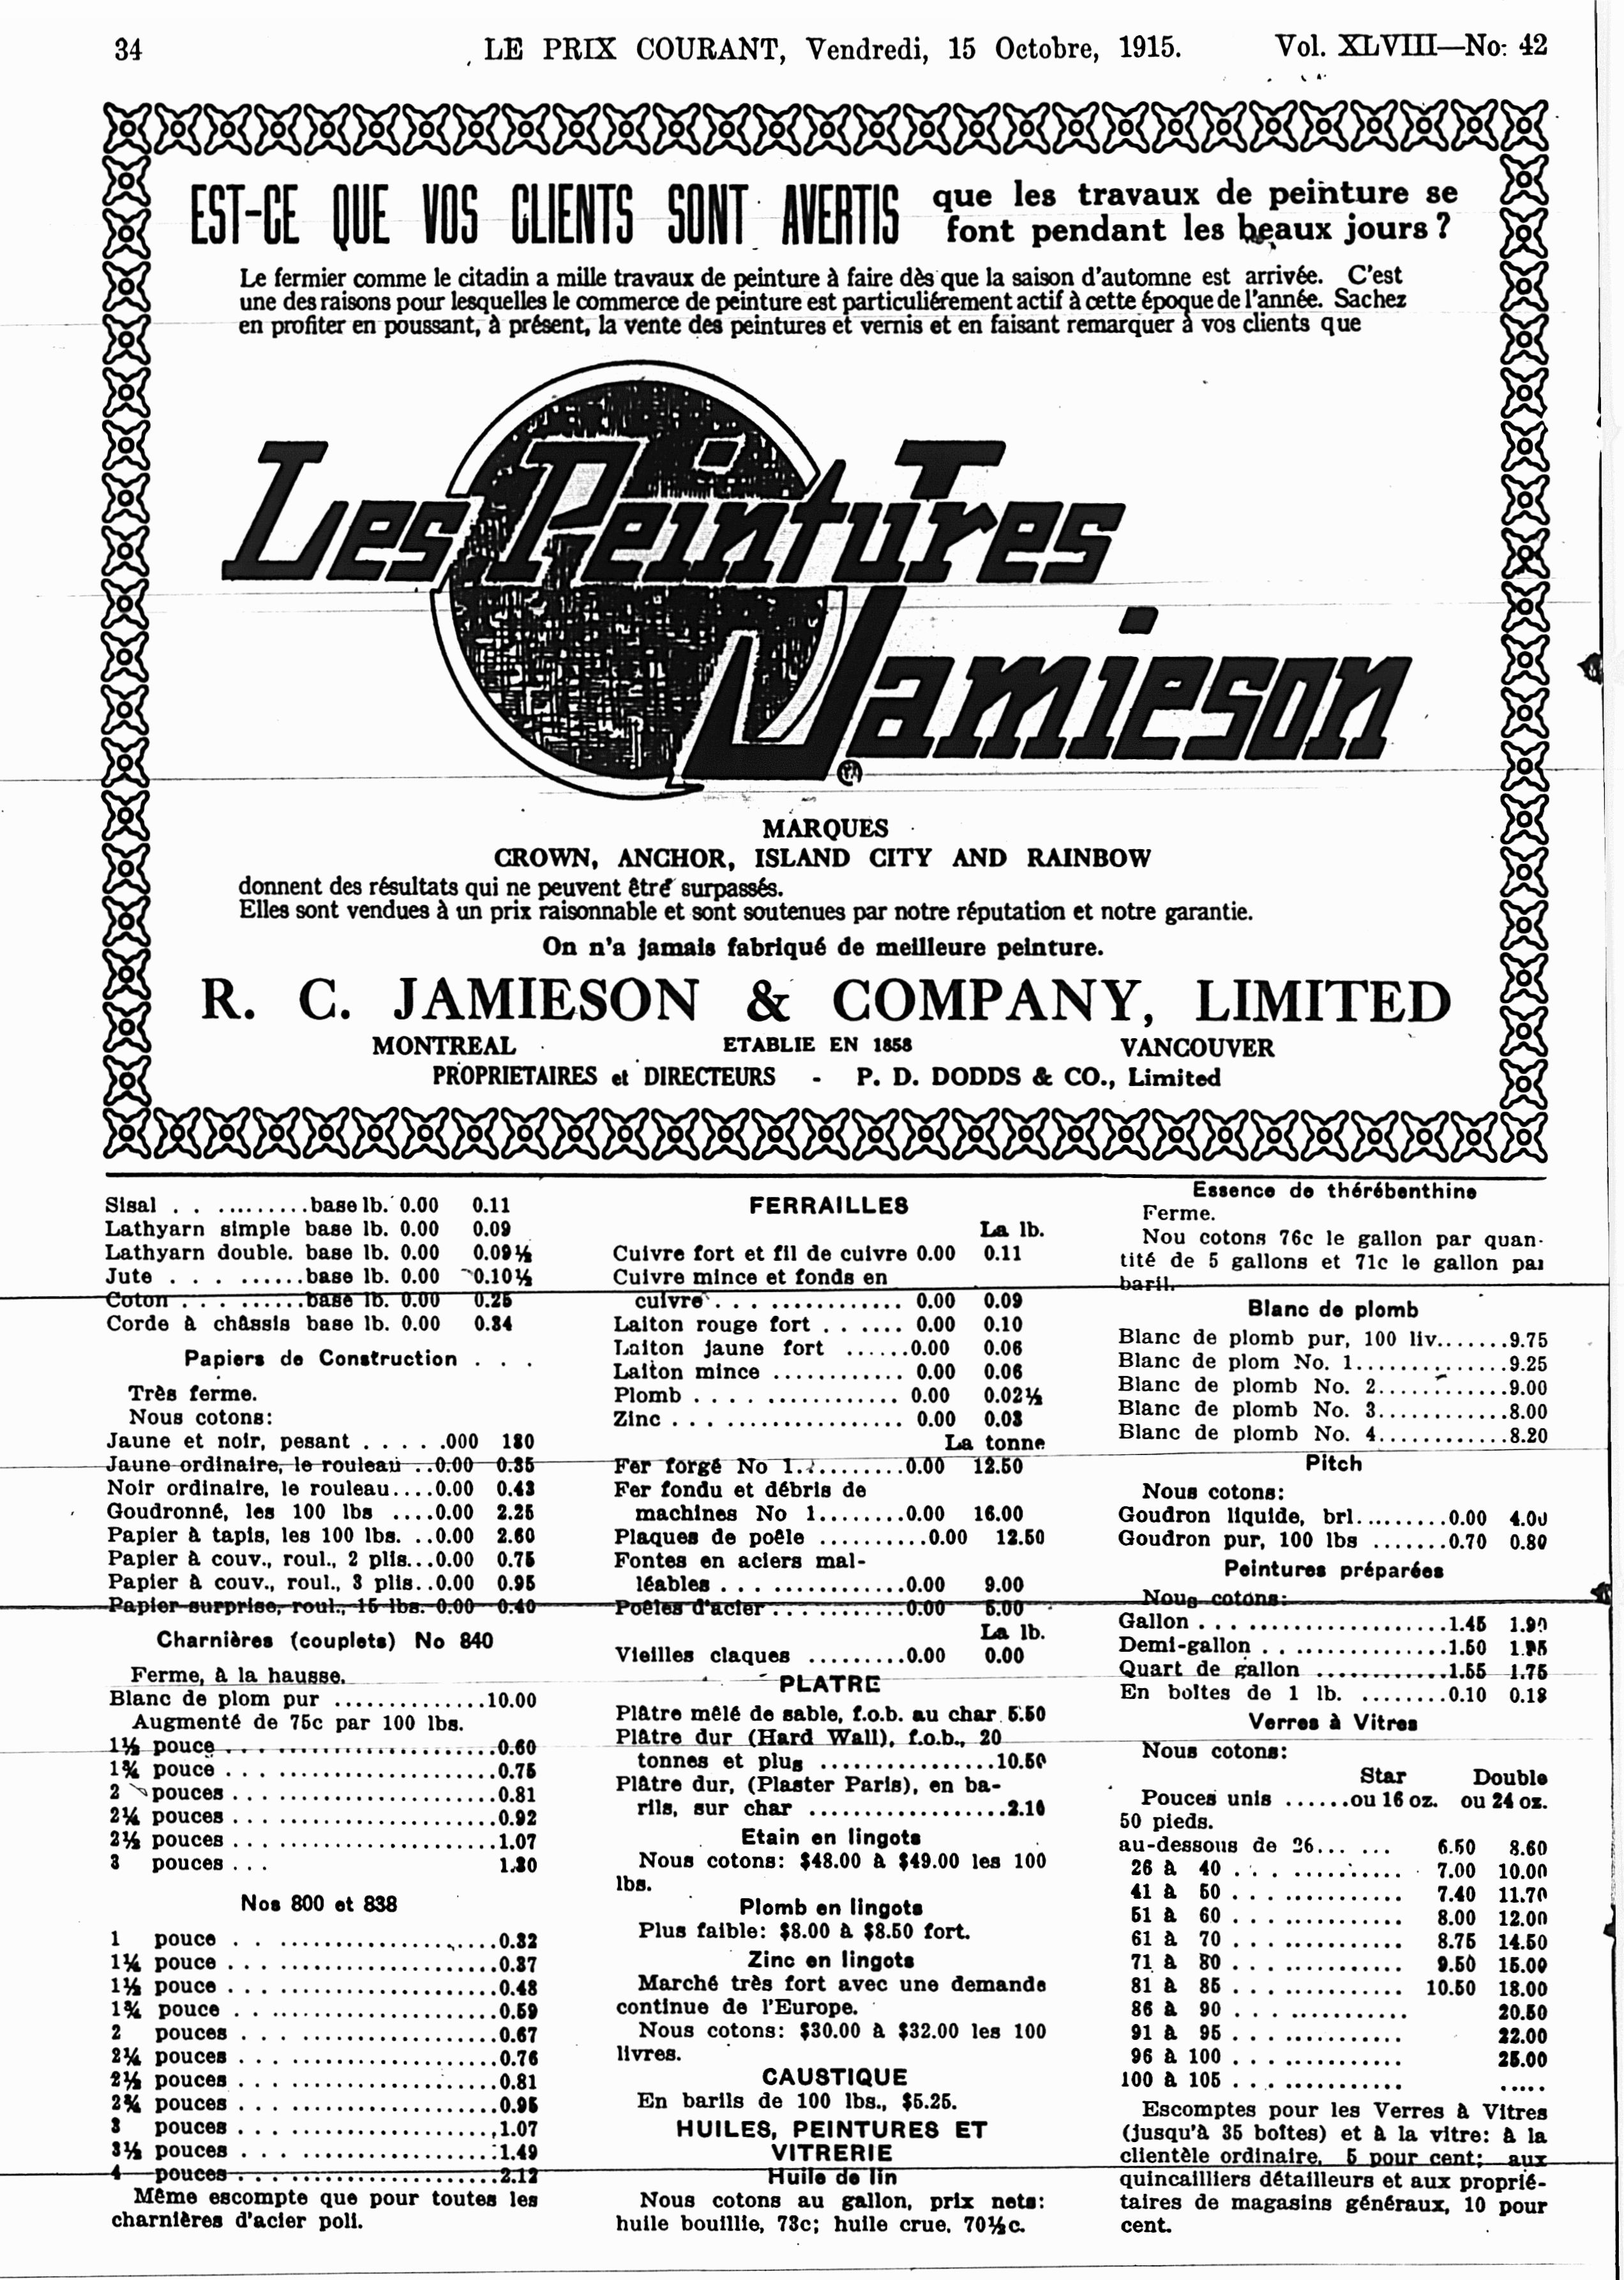 34 LE PRIX COURANT, Vendredi, 15 Octobre, 1915. Vol. XLVIII—No: 42
EST-CE QUE VOS CLIENTS SONT AVERTIS que les travaux de peinture se
font pendant les beaux jours ?
Le fermier comme le citadin a mille travaux de peinture à faire dès que la saison d'automne est arrivée. C'est
une des raisons pour lesquelles le commerce de peinture est particuliérement actif à cette époque de l'année. Sachez
en profiter en poussant, à présent, la vente des peintures et vernis et en faisant remarquer à vos clients que
Les Peintures
Jamieson
MARQUES
CROWN, ANCHOR, ISLAND CITY AND RAINBOW
donnent des résultats qui ne peuvent être surpassés.
Elles sont vendues à un prix raisonnable et sont soutenues par notre réputation et notre garantie.
On n'a jamais fabriqué de meilleure peinture.
R. C. JAMIESON & COMPANY, LIMITED
MONTREAL ETABLIE EN 1858 VANCOUVER
PROPRIETAIRES et DIRECTEURS - P. D. DODDS & CO., Limited
Sisal . . .......... base lb. 0.00 0.11
Lathyarn simple base lb. 0.00 0.09
Lathyarn double. base lb. 0.00 0.09½
Jute . . . ....... base lb. 0.00 0.10½
Coton . . . ....... base lb. 0.00 0.25
Corde à châssis base lb. 0.00 0.34
Papiers de Construction . . .
Très ferme.
Nous cotons:
Jaune et noir, pesant . . . . .000 180
Jaune ordinaire, le rouleau ..0.00 0.35
Noir ordinaire, le rouleau....0.00 0.43
Goudronné, les 100 lbs ....0.00 2.25
Papier à tapis, les 100 lbs. ..0.00 2.60
Papier à couv., roul., 2 plis...0.00 0.75
Papier à couv., roul., 3 plis..0.00 0.95
Papier surprise, roul., 15 lbs. 0.00 0.40
Charnières (couplets) No 840
Ferme, à la hausse.
Blanc de plom pur ..............10.00
Augmenté de 75c par 100 lbs.
1½ pouce . . . ....................0.60
1¾ pouce . . . ....................0.75
2 pouces . . . ....................0.81
2¼ pouces . . . ....................0.92
2½ pouces . . . ....................1.07
3 pouces . . . 1.30
Nos 800 et 838
1 pouce . . ....................0.32
1¼ pouce . . . ....................0.37
1½ pouce . . . ....................0.48
1¾ pouce . . ....................0.59
2 pouces . . . ....................0.67
2¼ pouces . . . ....................0.76
2½ pouces . . . ....................0.81
2¾ pouces . . . ....................0.95
3 pouces . . . ....................1.07
3½ pouces . . . ....................1.49
4 pouces . . . ....................2.12
Même escompte que pour toutes les
charnières d'acier poli.
FERRAILLES
La lb.
Cuivre fort et fil de cuivre 0.00 0.11
Cuivre mince et fonds en
cuivre . . . ............. 0.00 0.09
Laiton rouge fort . . .... 0.00 0.10
Laiton jaune fort ......0.00 0.06
Laiton mince ............ 0.00 0.06
Plomb . . . . ............. 0.00 0.02½
Zinc . . . ................. 0.00 0.03
La tonne
Fer forgé No 1...........0.00 12.50
Fer fondu et débris de
machines No 1........0.00 16.00
Plaques de poêle ..........0.00 12.50
Fontes en aciers mal-
léables . . . ..............0.00 9.00
Poêles d'acier . . . .........0.00 5.00
La lb.
Vieilles claques .........0.00 0.00
PLATRE
Plâtre mêlé de sable, f.o.b. au char 5.50
Plâtre dur (Hard Wall), f.o.b., 20
tonnes et plus .................10.50
Plâtre dur, (Plaster Paris), en ba-
rils, sur char ...................2.10
Etain en lingots
Nous cotons: $48.00 à $49.00 les 100
lbs.
Plomb en lingots
Plus faible: $8.00 à $8.50 fort.
Zinc en lingots
Marché très fort avec une demande
continue de l'Europe.
Nous cotons: $30.00 à $32.00 les 100
livres.
CAUSTIQUE
En barils de 100 lbs., $5.25.
HUILES, PEINTURES ET
VITRERIE
Huile de lin
Nous cotons au gallon, prix nets:
huile bouillie, 73c; huile crue. 70½c.
Essence de thérébenthine
Ferme.
Nou cotons 76c le gallon par quan-
tité de 5 gallons et 71c le gallon par
baril.
Blanc de plomb
Blanc de plomb pur, 100 liv.......9.75
Blanc de plom No. 1..............9.25
Blanc de plomb No. 2............9.00
Blanc de plomb No. 3............8.00
Blanc de plomb No. 4............8.20
Pitch
Nous cotons:
Goudron liquide, brl.........0.00 4.00
Goudron pur, 100 lbs .......0.70 0.80
Peintures préparées
Nous cotons:
Gallon . . . ....................1.45 1.90
Demi-gallon . . ..............1.50 1.95
Quart de gallon ............1.55 1.75
En boîtes de 1 lb. ........0.10 0.18
Verres à Vitres
Nous cotons:
Star Double
Pouces unis ......ou 16 oz. ou 24 oz.
50 pieds.
au-dessous de 26... ... 6.50 8.60
26 à 40 . . . ............ 7.00 10.00
41 à 50 . . . ............ 7.40 11.70
51 à 60 . . . ............ 8.00 12.00
61 à 70 . . . ............ 8.75 14.50
71 à 80 . . . ............ 9.50 15.00
81 à 85 . . . ............ 10.50 18.00
86 à 90 . . . ............ 20.50
91 à 95 . . . ............ 22.00
96 à 100 . . . ............ 25.00
100 à 105 . . . ............ .....
Escomptes pour les Verres à Vitres
(jusqu'à 35 boîtes) et à la vitre: à la
clientèle ordinaire, 5 pour cent; aux
quincailliers détailleurs et aux proprié-
taires de magasins généraux, 10 pour
cent.